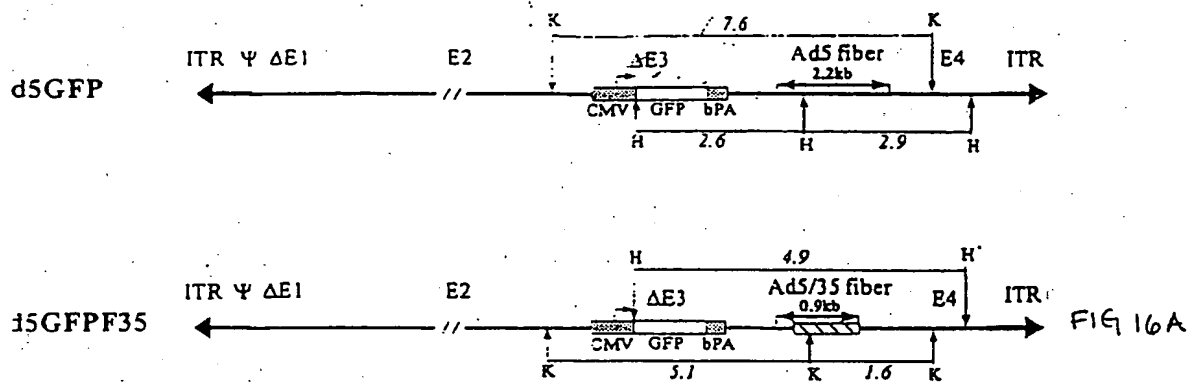 K 7.6 K
ITR Ψ ΔE1 E2 ΔE3 Ad5 fiber E4 ITR
2.2kb
d5GFP //
CMV GFP bPA
H 2.6 H 2.9 H
H 4.9 H
ITR Ψ ΔE1 E2 ΔE3 Ad5/35 fiber E4 ITR
0.9kb
d5GFPF35 // FIG 16A
CMV GFP bPA
K 5.1 K 1.6 K